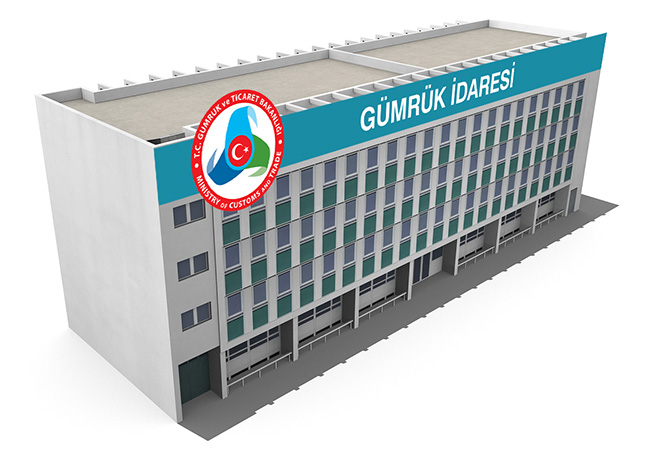 GÜMRÜK İDARESİ
T.C. GÜMRÜK ve TİCARET BAKANLIĞI
MINISTRY OF CUSTOMS AND TRADE